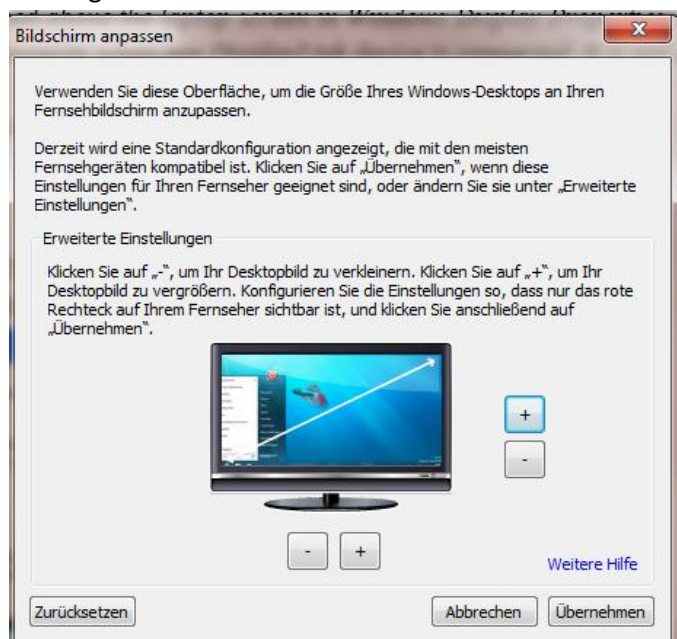 Bildschirm anpassen
Verwenden Sie diese Oberfläche, um die Größe Ihres Windows-Desktops an Ihren
Fernsehbildschirm anzupassen.
Derzeit wird eine Standardkonfiguration angezeigt, die mit den meisten
Fernsehgeräten kompatibel ist. Klicken Sie auf „Übernehmen“, wenn diese
Einstellungen für Ihren Fernseher geeignet sind, oder ändern Sie sie unter „Erweiterte
Einstellungen“.
Erweiterte Einstellungen
Klicken Sie auf „-“, um Ihr Desktopbild zu verkleinern. Klicken Sie auf „+“, um Ihr
Desktopbild zu vergrößern. Konfigurieren Sie die Einstellungen so, dass nur das rote
Rechteck auf Ihrem Fernseher sichtbar ist, und klicken Sie anschließend auf
„Übernehmen“.
+
-
- +
Weitere Hilfe
Zurücksetzen Abbrechen Übernehmen